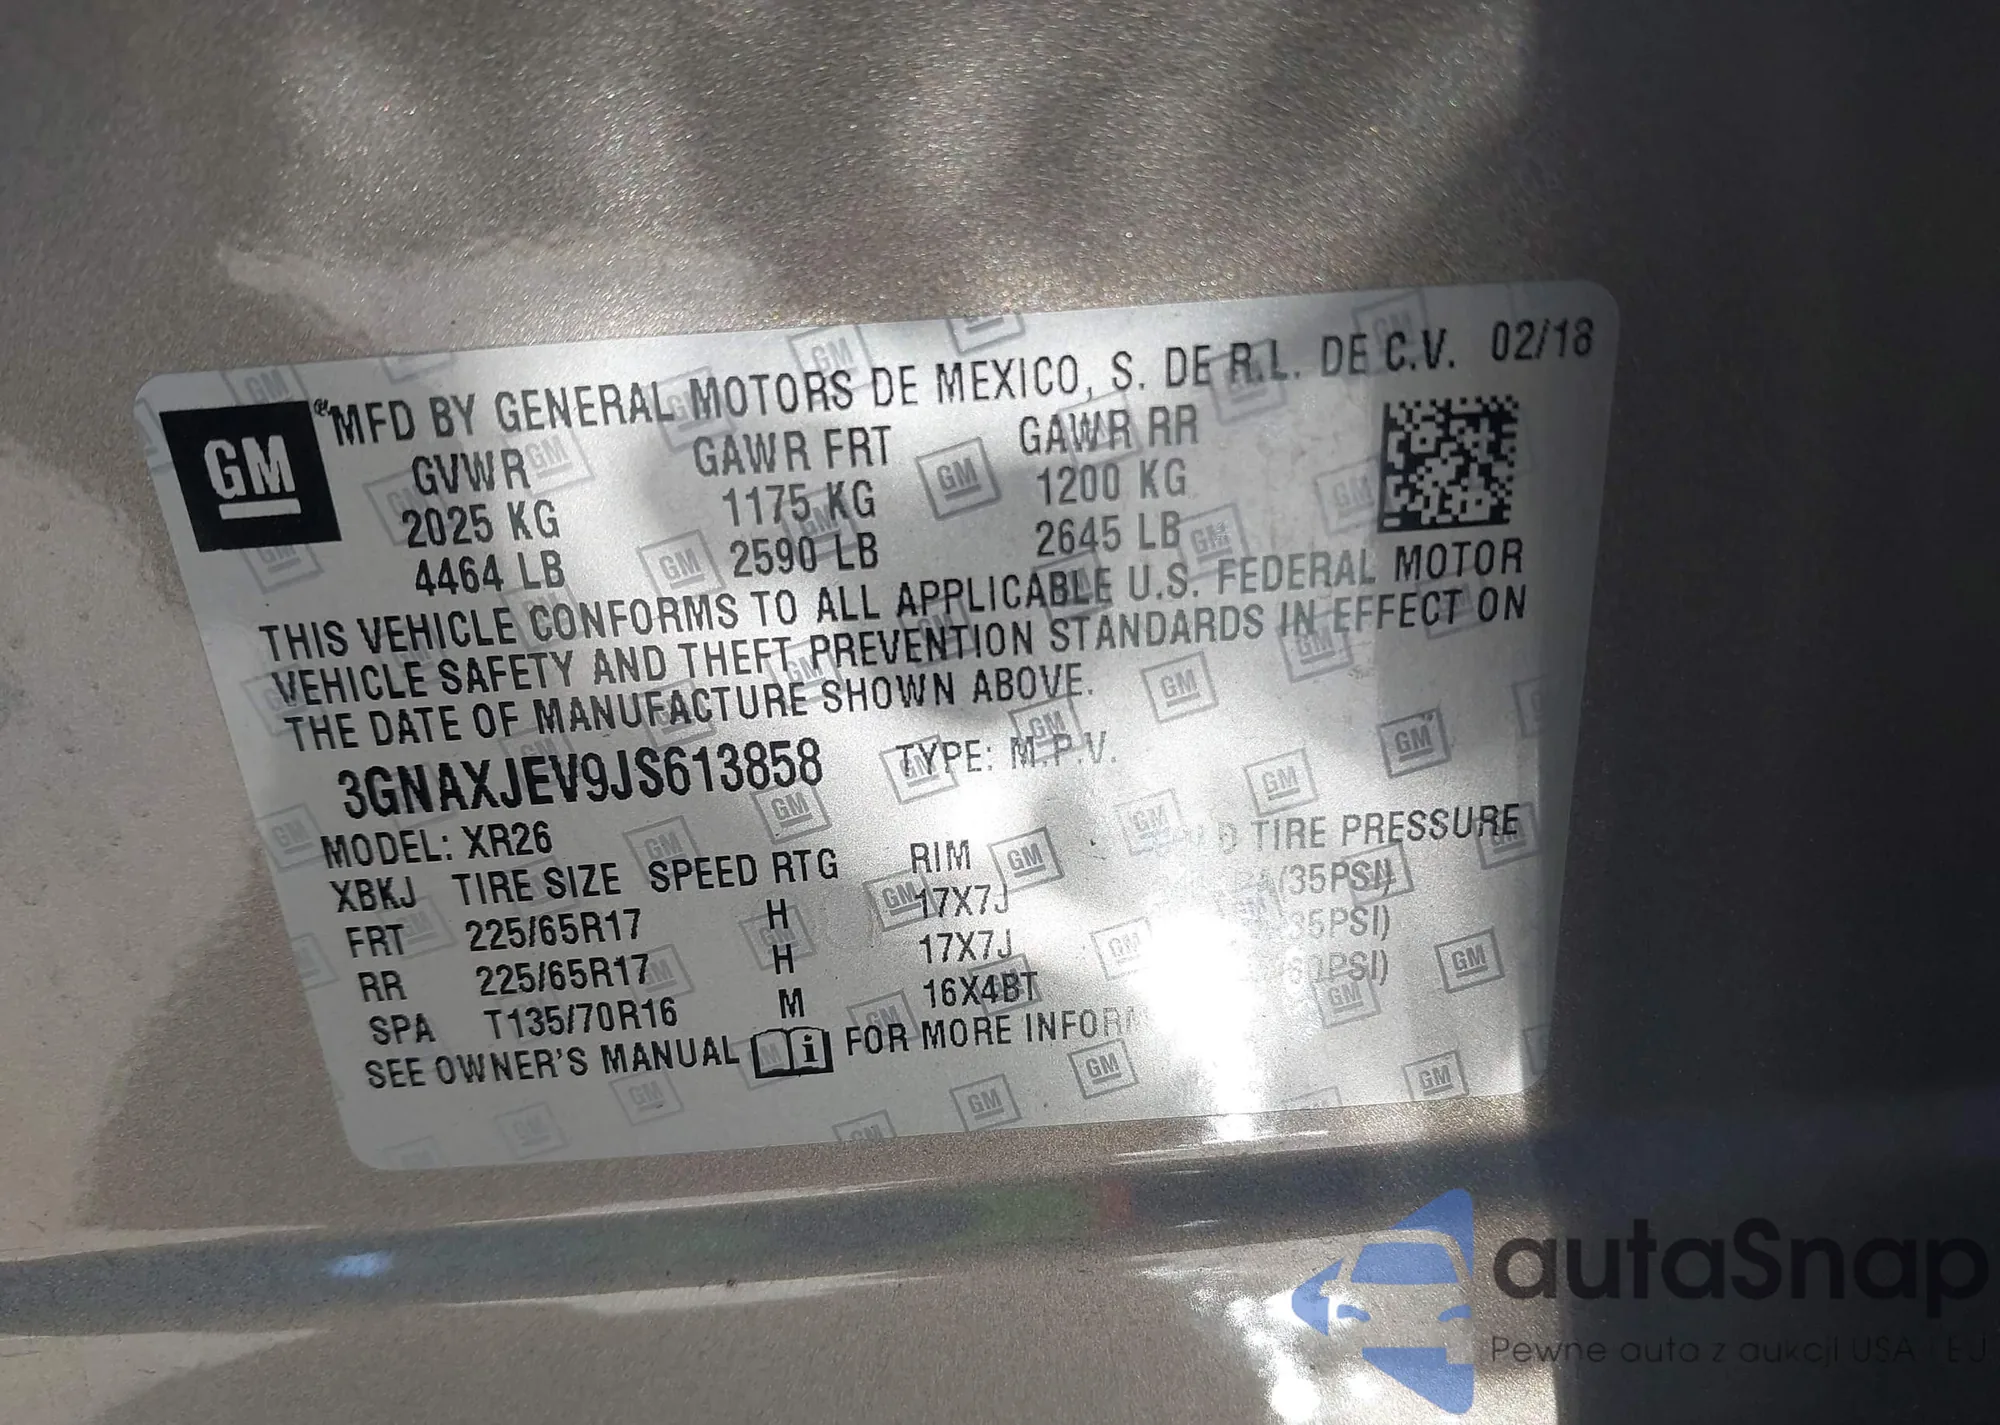 GM
®MFD BY GENERAL MOTORS DE MEXICO, S. DE R.L. DE C.V. 02/18
GVWR GAWR FRT GAWR RR
2025 KG 1175 KG 1200 KG
4464 LB 2590 LB 2645 LB
THIS VEHICLE CONFORMS TO ALL APPLICABLE U.S. FEDERAL MOTOR
VEHICLE SAFETY AND THEFT PREVENTION STANDARDS IN EFFECT ON
THE DATE OF MANUFACTURE SHOWN ABOVE.
3GNAXJEV9JS613858 TYPE: M.P.V.
MODEL: XR26
XBKJ TIRE SIZE SPEED RTG RIM TIRE PRESSURE
FRT 225/65R17 H 17X7J (35PSI)
RR 225/65R17 H 17X7J 35PSI)
SPA T135/70R16 M 16X4BT (60PSI)
SEE OWNER'S MANUAL i FOR MORE
autaSnap
Pewne auta z aukcji USA i EU